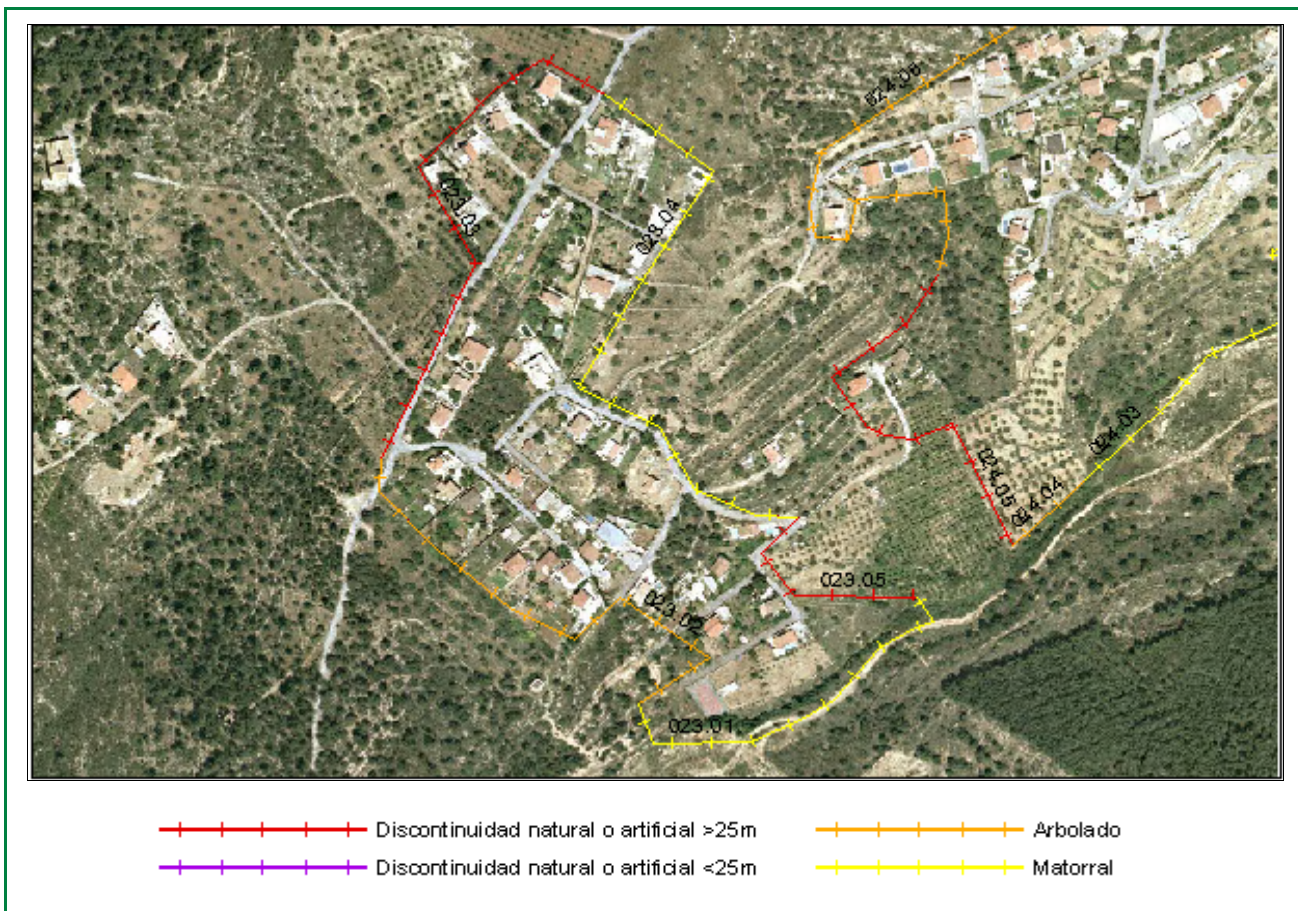 024.06
023.03
023.04
024.03
024.05
024.04
023.05
023.02
023.01
Discontinuidad natural o artificial >25m
Arbolado
Discontinuidad natural o artificial <25m
Matorral